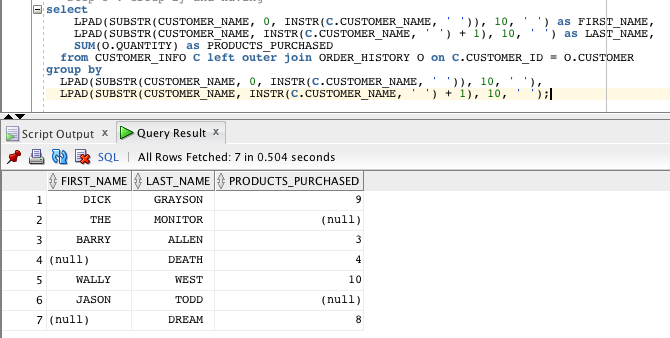 select
LPAD(SUBSTR(CUSTOMER_NAME, 0, INSTR(C.CUSTOMER_NAME, ' ')), 10, ' ') as FIRST_NAME,
LPAD(SUBSTR(CUSTOMER_NAME, INSTR(C.CUSTOMER_NAME, ' ') + 1), 10, ' ') as LAST_NAME,
SUM(O.QUANTITY) as PRODUCTS_PURCHASED
from CUSTOMER_INFO C left outer join ORDER_HISTORY O on C.CUSTOMER_ID = O.CUSTOMER
group by
LPAD(SUBSTR(CUSTOMER_NAME, 0, INSTR(C.CUSTOMER_NAME, ' ')), 10, ' '),
LPAD(SUBSTR(CUSTOMER_NAME, INSTR(C.CUSTOMER_NAME, ' ') + 1), 10, ' ');
Script Output x Query Result x
SQL | All Rows Fetched: 7 in 0.504 seconds
FIRST_NAME LAST_NAME PRODUCTS_PURCHASED
1 DICK GRAYSON 9
2 THE MONITOR (null)
3 BARRY ALLEN 3
4 (null) DEATH 4
5 WALLY WEST 10
6 JASON TODD (null)
7 (null) DREAM 8